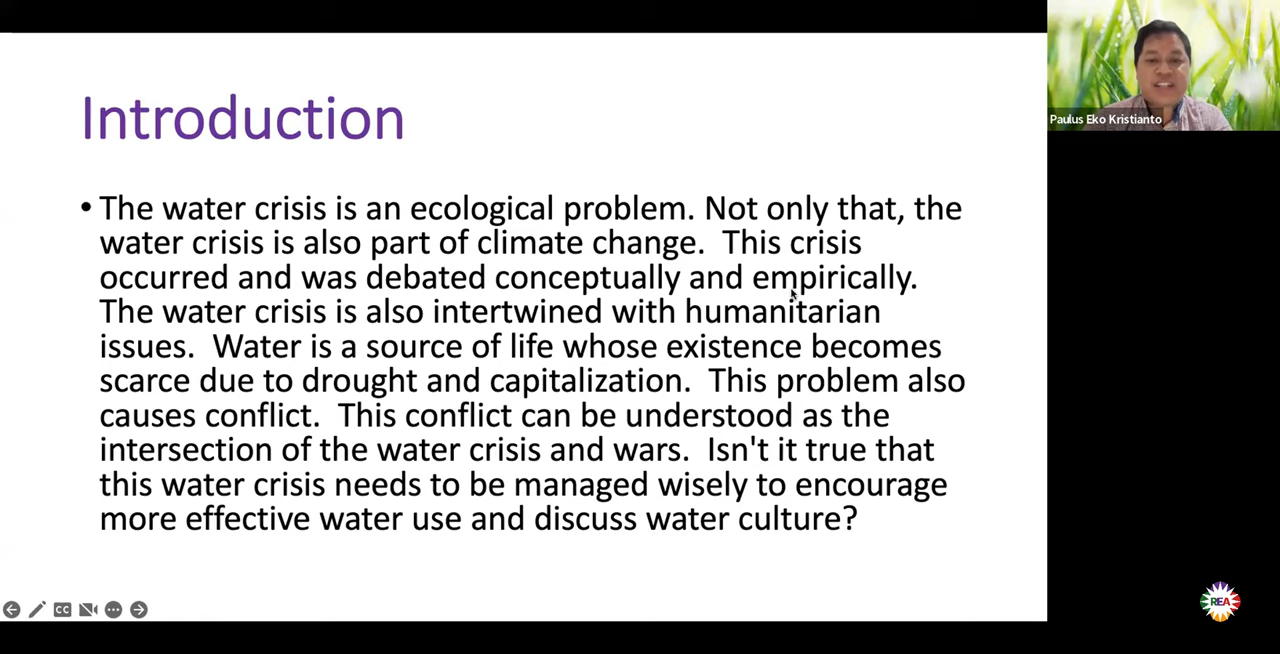 Introduction
• The water crisis is an ecological problem. Not only that, the
water crisis is also part of climate change.  This crisis
occurred and was debated conceptually and empirically.
The water crisis is also intertwined with humanitarian
issues.  Water is a source of life whose existence becomes
scarce due to drought and capitalization.  This problem also
causes conflict.  This conflict can be understood as the
intersection of the water crisis and wars.  Isn't it true that
this water crisis needs to be managed wisely to encourage
more effective water use and discuss water culture?
Paulus Eko Kristianto
CC
REA